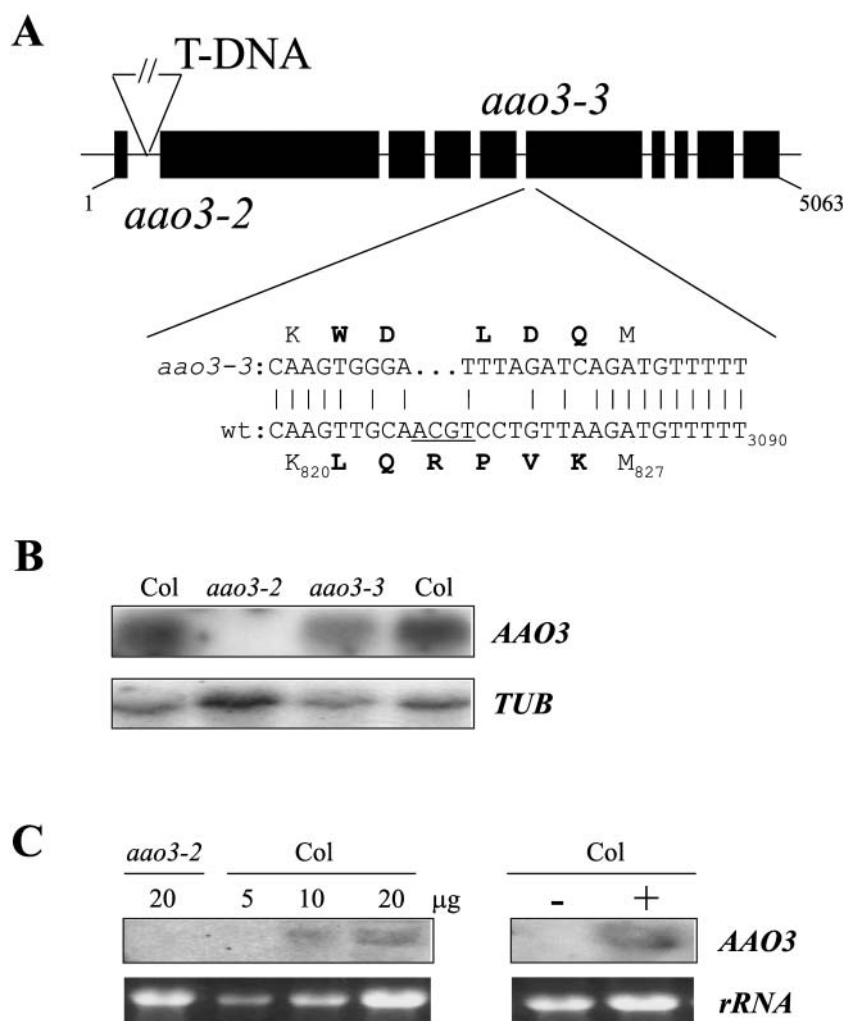 A
T-DNA
aao3-3
1
aao3-2
5063
K W D L D Q M
aao3-3:CAAGTGGGA...TTTAGATCAGATGTTTTT
wt:CAAGTTGCAACGTCCTGTTAAGATGTTTTT3090
K820L Q R P V K M827
B
Col aao3-2 aao3-3 Col
AAO3
TUB
C
aao3-2 Col Col
20 5 10 20 µg - +
AAO3
rRNA